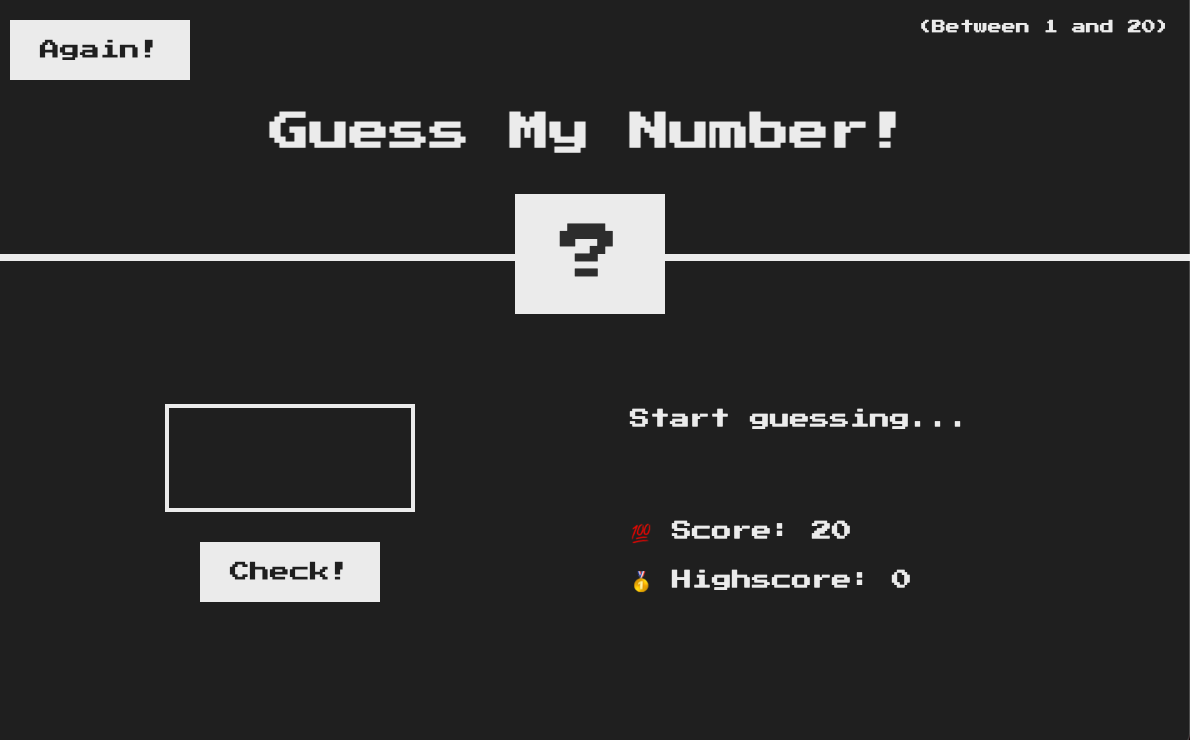 Again!
(Between 1 and 20)
Guess My Number!
?
Start guessing...
💯 Score: 20
Check!
🥇 Highscore: 0